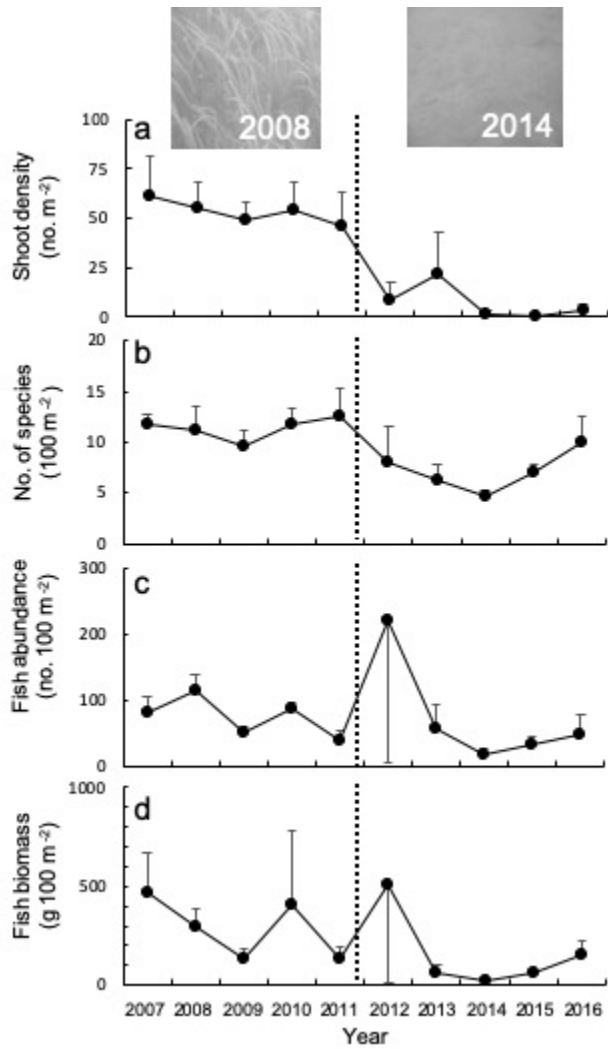 2008
2014
a
100
75
50
25
0
Shoot density
(no. m⁻²)
b
20
15
10
5
0
No. of species
(100 m⁻²)
c
300
200
100
0
Fish abundance
(no. 100 m⁻²)
d
1000
500
0
Fish biomass
(g 100 m⁻²)
2007 2008 2009 2010 2011 2012 2013 2014 2015 2016
Year